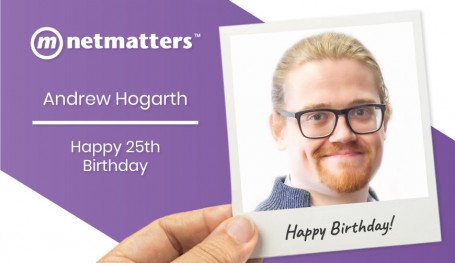 m netmatters™
Andrew Hogarth
Happy 25th
Birthday
Happy Birthday!